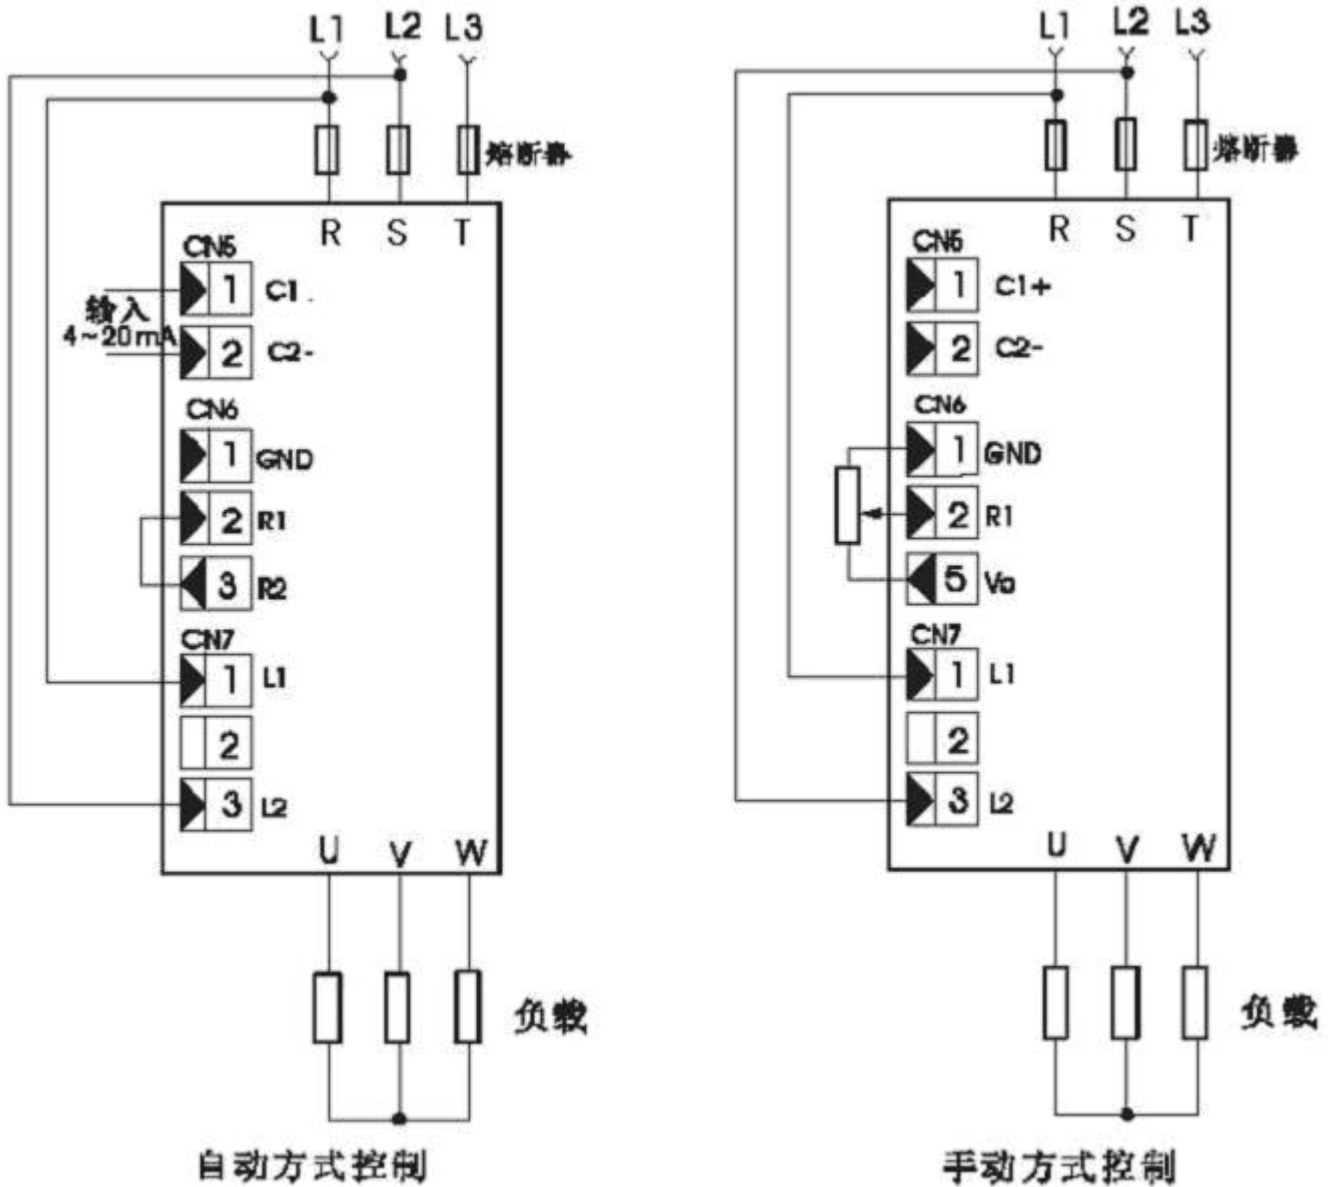 L1 L2 L3
熔断器
R S T
CN5
1 C1
输入
4~20mA
2 C2-
CN6
1 GND
2 R1
3 R2
CN7
1 L1
2
3 L2
U V W
负载
自动方式控制
L1 L2 L3
熔断器
R S T
CN5
1 C1+
2 C2-
CN6
1 GND
2 R1
5 Vo
CN7
1 L1
2
3 L2
U V W
负载
手动方式控制